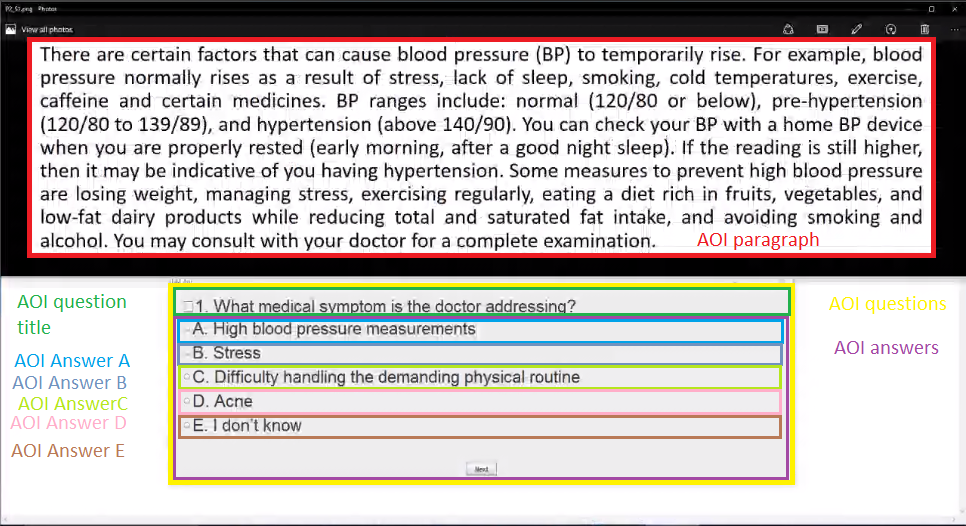 P2_S1.png - Photos
View all photos
There are certain factors that can cause blood pressure (BP) to temporarily rise. For example, blood
pressure normally rises as a result of stress, lack of sleep, smoking, cold temperatures, exercise,
caffeine and certain medicines. BP ranges include: normal (120/80 or below), pre-hypertension
(120/80 to 139/89), and hypertension (above 140/90). You can check your BP with a home BP device
when you are properly rested (early morning, after a good night sleep). If the reading is still higher,
then it may be indicative of you having hypertension. Some measures to prevent high blood pressure
are losing weight, managing stress, exercising regularly, eating a diet rich in fruits, vegetables, and
low-fat dairy products while reducing total and saturated fat intake, and avoiding smoking and
alcohol. You may consult with your doctor for a complete examination.
AOI paragraph
AOI question
title
AOI Answer A
AOI Answer B
AOI AnswerC
AOI Answer D
AOI Answer E
1. What medical symptom is the doctor addressing?
A. High blood pressure measurements
B. Stress
C. Difficulty handling the demanding physical routine
D. Acne
E. I don't know
Next
AOI questions
AOI answers